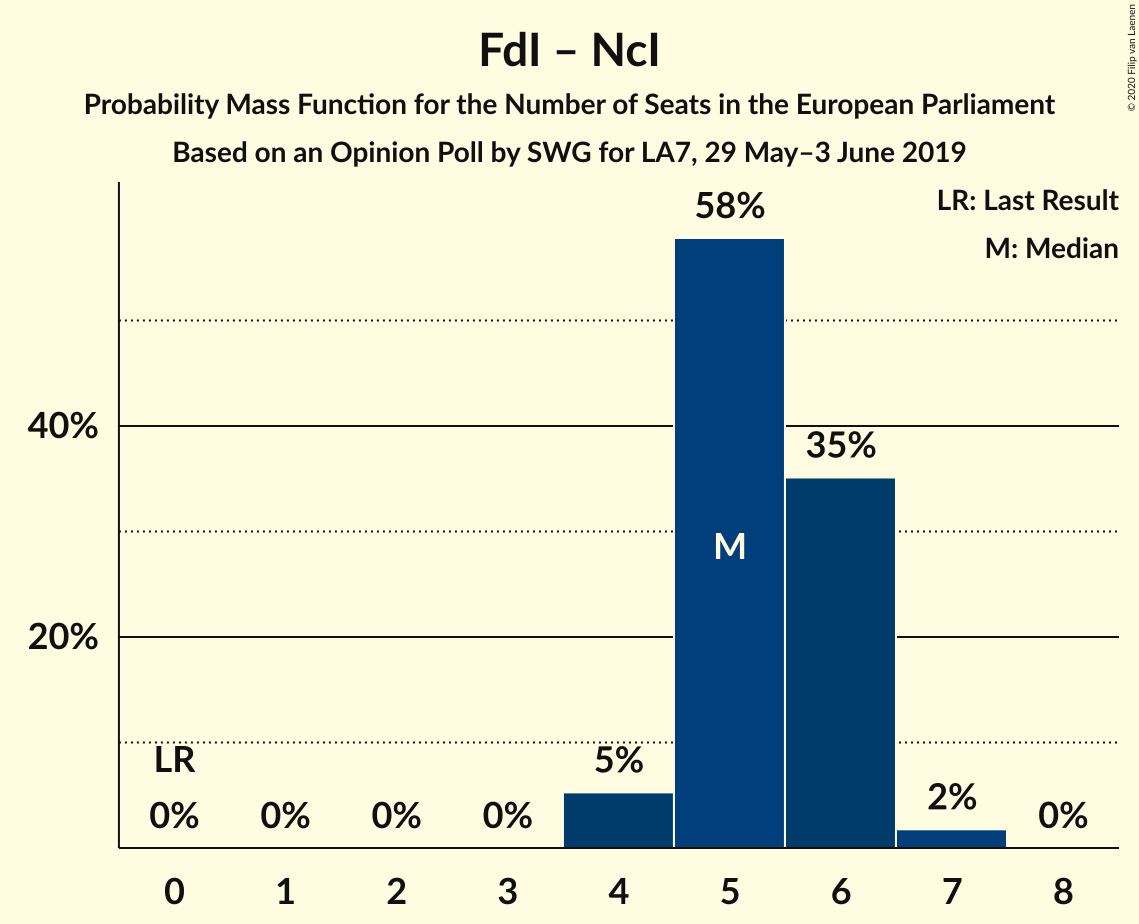 FdI – NcI
Probability Mass Function for the Number of Seats in the European Parliament
Based on an Opinion Poll by SWG for LA7, 29 May–3 June 2019
© 2020 Filip van Laenen
LR: Last Result
M: Median
58%
40%
35%
M
20%
LR
5%
2%
0% 0% 0% 0% 0%
0 1 2 3 4 5 6 7 8